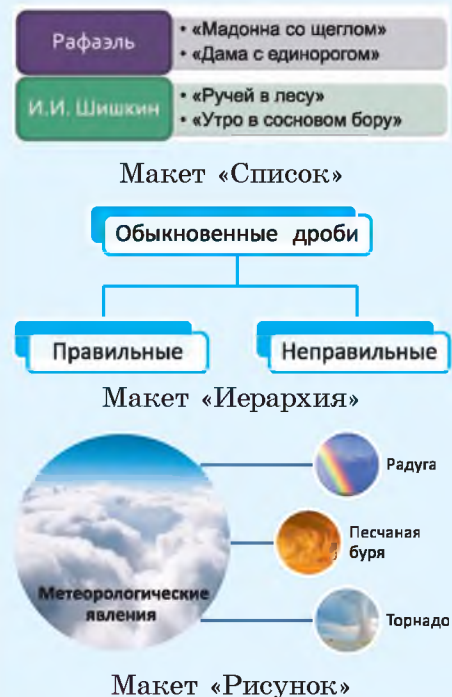 Рафаэль
• «Мадонна со щеглом»
• «Дама с единорогом»
И.И. Шишкин
• «Ручей в лесу»
• «Утро в сосновом бору»
Макет «Список»
Обыкновенные дроби
Правильные
Неправильные
Макет «Иерархия»
Метеорологические
явления
Радуга
Песчаная
буря
Торнадо
Макет «Рисунок»